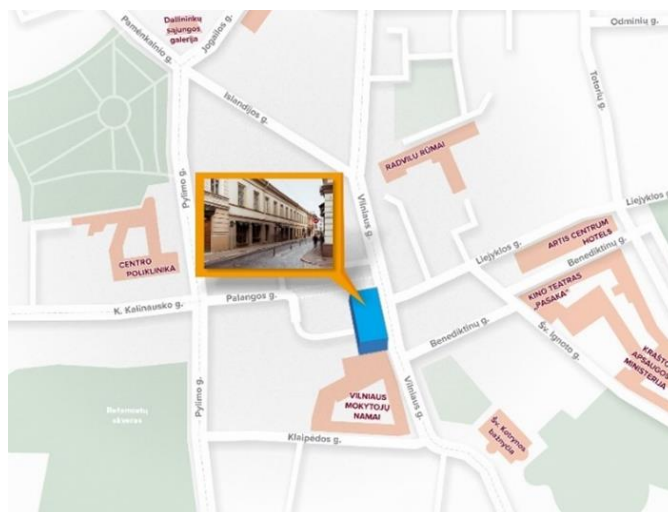 Dailininkų
sąjungos
galerija
Pamėnkalnio g.
Jogailos g.
Odminių g.
Totorių g.
Islandijos g.
RADVILŲ RŪMAI
Pylimo g.
Vilniaus g.
Liejyklos g.
ARTIS CENTRUM
HOTELS
Liejyklos g.
Benediktinų g.
CENTRO
POLIKLINIKA
KINO TEATRAS
„PASAKA“
K. Kalinausko g.
Palangos g.
Benediktinų g.
Šv. Ignoto g.
KRAŠTO
APSAUGOS
MINISTERIJA
Pylimo g.
VILNIAUS
MOKYTOJŲ
NAMAI
Vilniaus g.
Reformatų
skveras
Klaipėdos g.
Šv. Kotrynos
bažnyčia